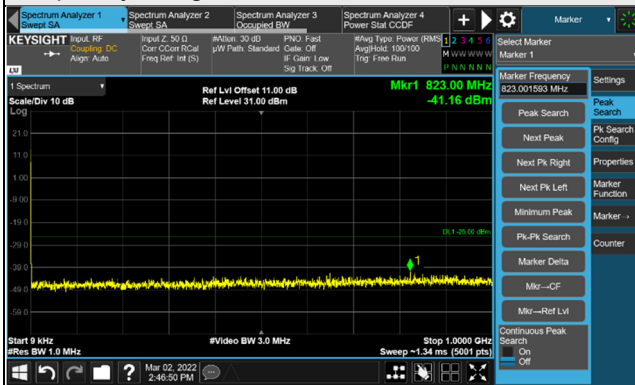 Spectrum Analyzer 1
Swept SA
Spectrum Analyzer 2
Swept SA
Spectrum Analyzer 3
Occupied BW
Spectrum Analyzer 4
Power Stat CCDF
Marker
KEYSIGHT
Input: RF
Coupling: DC
Align: Auto
Input Z: 50 Ω
Corr CCorr RCal
Freq Ref: Int (S)
#Atten: 30 dB
µW Path: Standard
PNO: Fast
Gate: Off
IF Gain: Low
Sig Track: Off
#Avg Type: Power (RMS
Avg|Hold: 100/100
Trig: Free Run
1 2 3 4 5 6
M W W W W W
P N N N N N
Select Marker
Marker 1
LU
1 Spectrum
Scale/Div 10 dB
Log
Ref Lvl Offset 11.00 dB
Ref Level 31.00 dBm
Mkr1 823.00 MHz
-41.16 dBm
21.0
11.0
1.00
-9.00
-19.0
-29.0
-39.0
-49.0
-59.0
DL1 -25.00 dBm
1
Start 9 kHz
#Res BW 1.0 MHz
#Video BW 3.0 MHz
Stop 1.0000 GHz
Sweep ~1.34 ms (5001 pts)
Marker Frequency
823.001593 MHz
Peak Search
Next Peak
Next Pk Right
Next Pk Left
Minimum Peak
Pk-Pk Search
Marker Delta
Mkr→CF
Mkr→Ref Lvl
Continuous Peak
Search
On
Off
Settings
Peak
Search
Pk Search
Config
Properties
Marker
Function
Marker→
Counter
Mar 02, 2022
2:46:50 PM